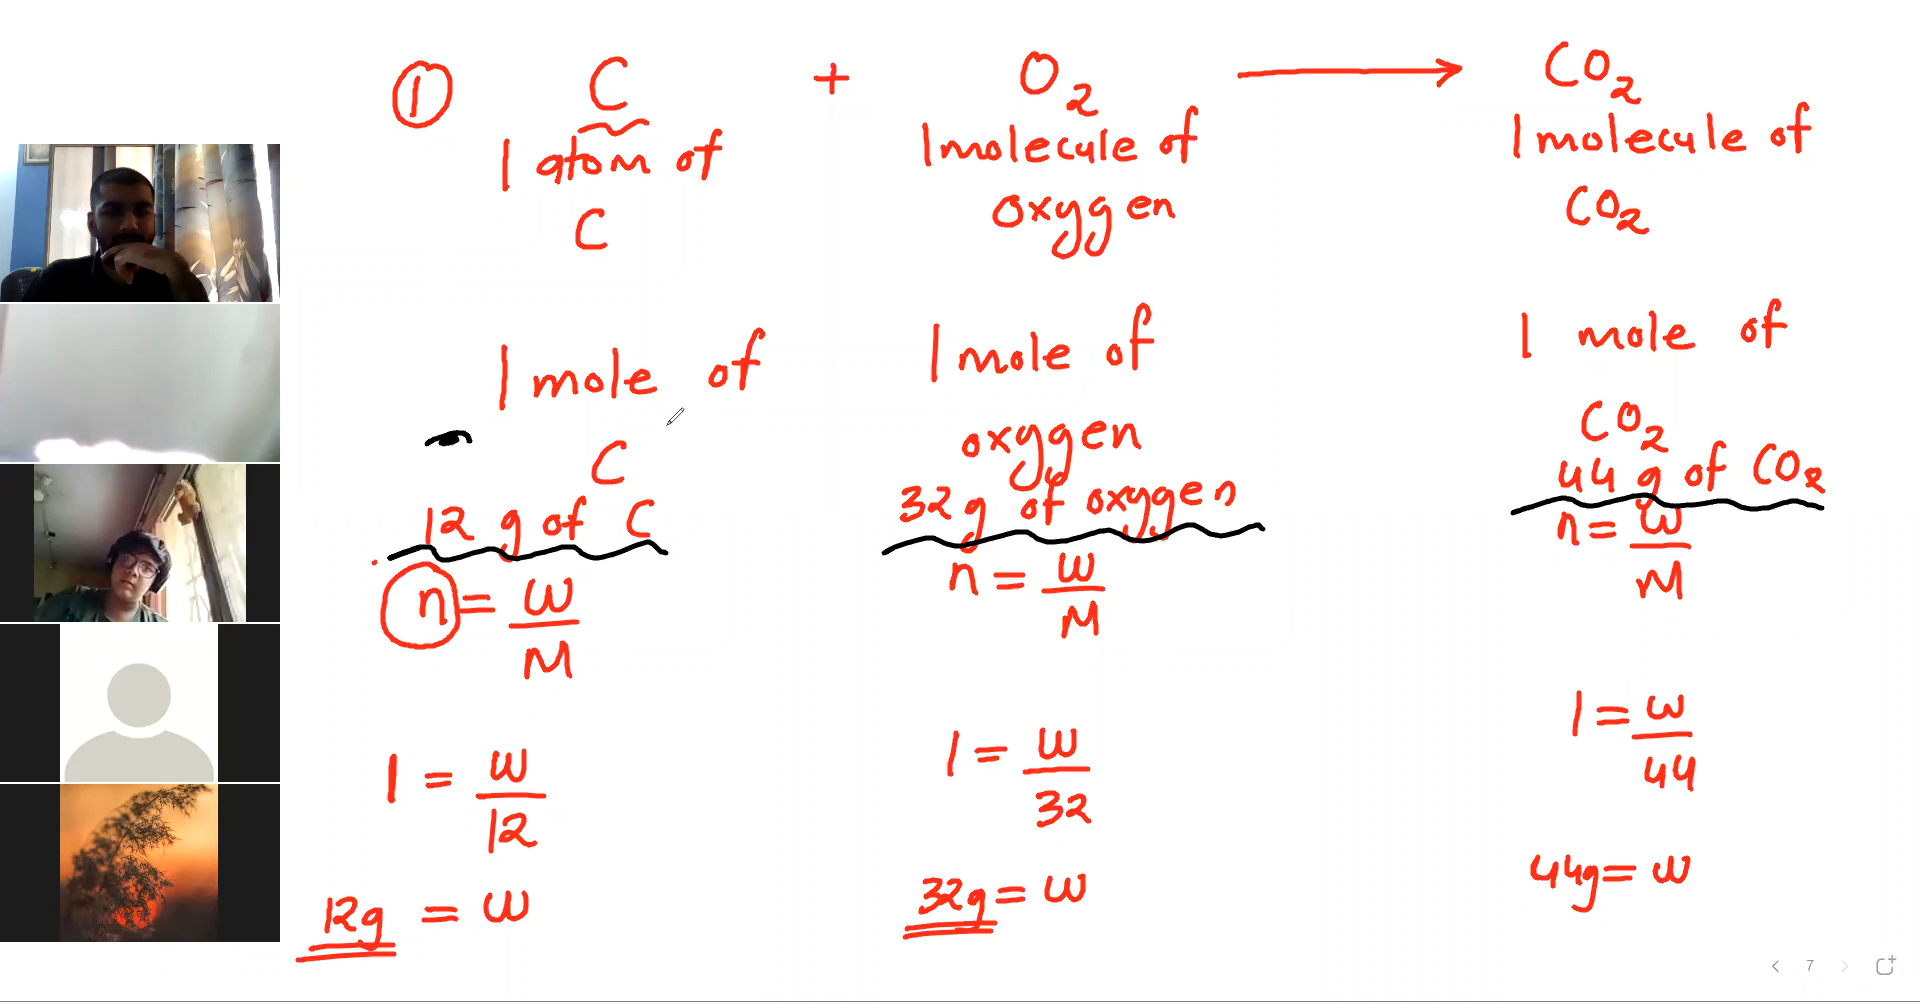 ① C + O2 → CO2
1 atom of
C
1 molecule of
oxygen
1 molecule of
CO2
1 mole of
C
12 g of C
1 mole of
oxygen
32g of oxygen
1 mole of
CO2
44 g of CO2
n = w/M
1 = w/12
12g = w
n = w/M
1 = w/32
32g = w
n = w/M
1 = w/44
44g = w
< 7 >